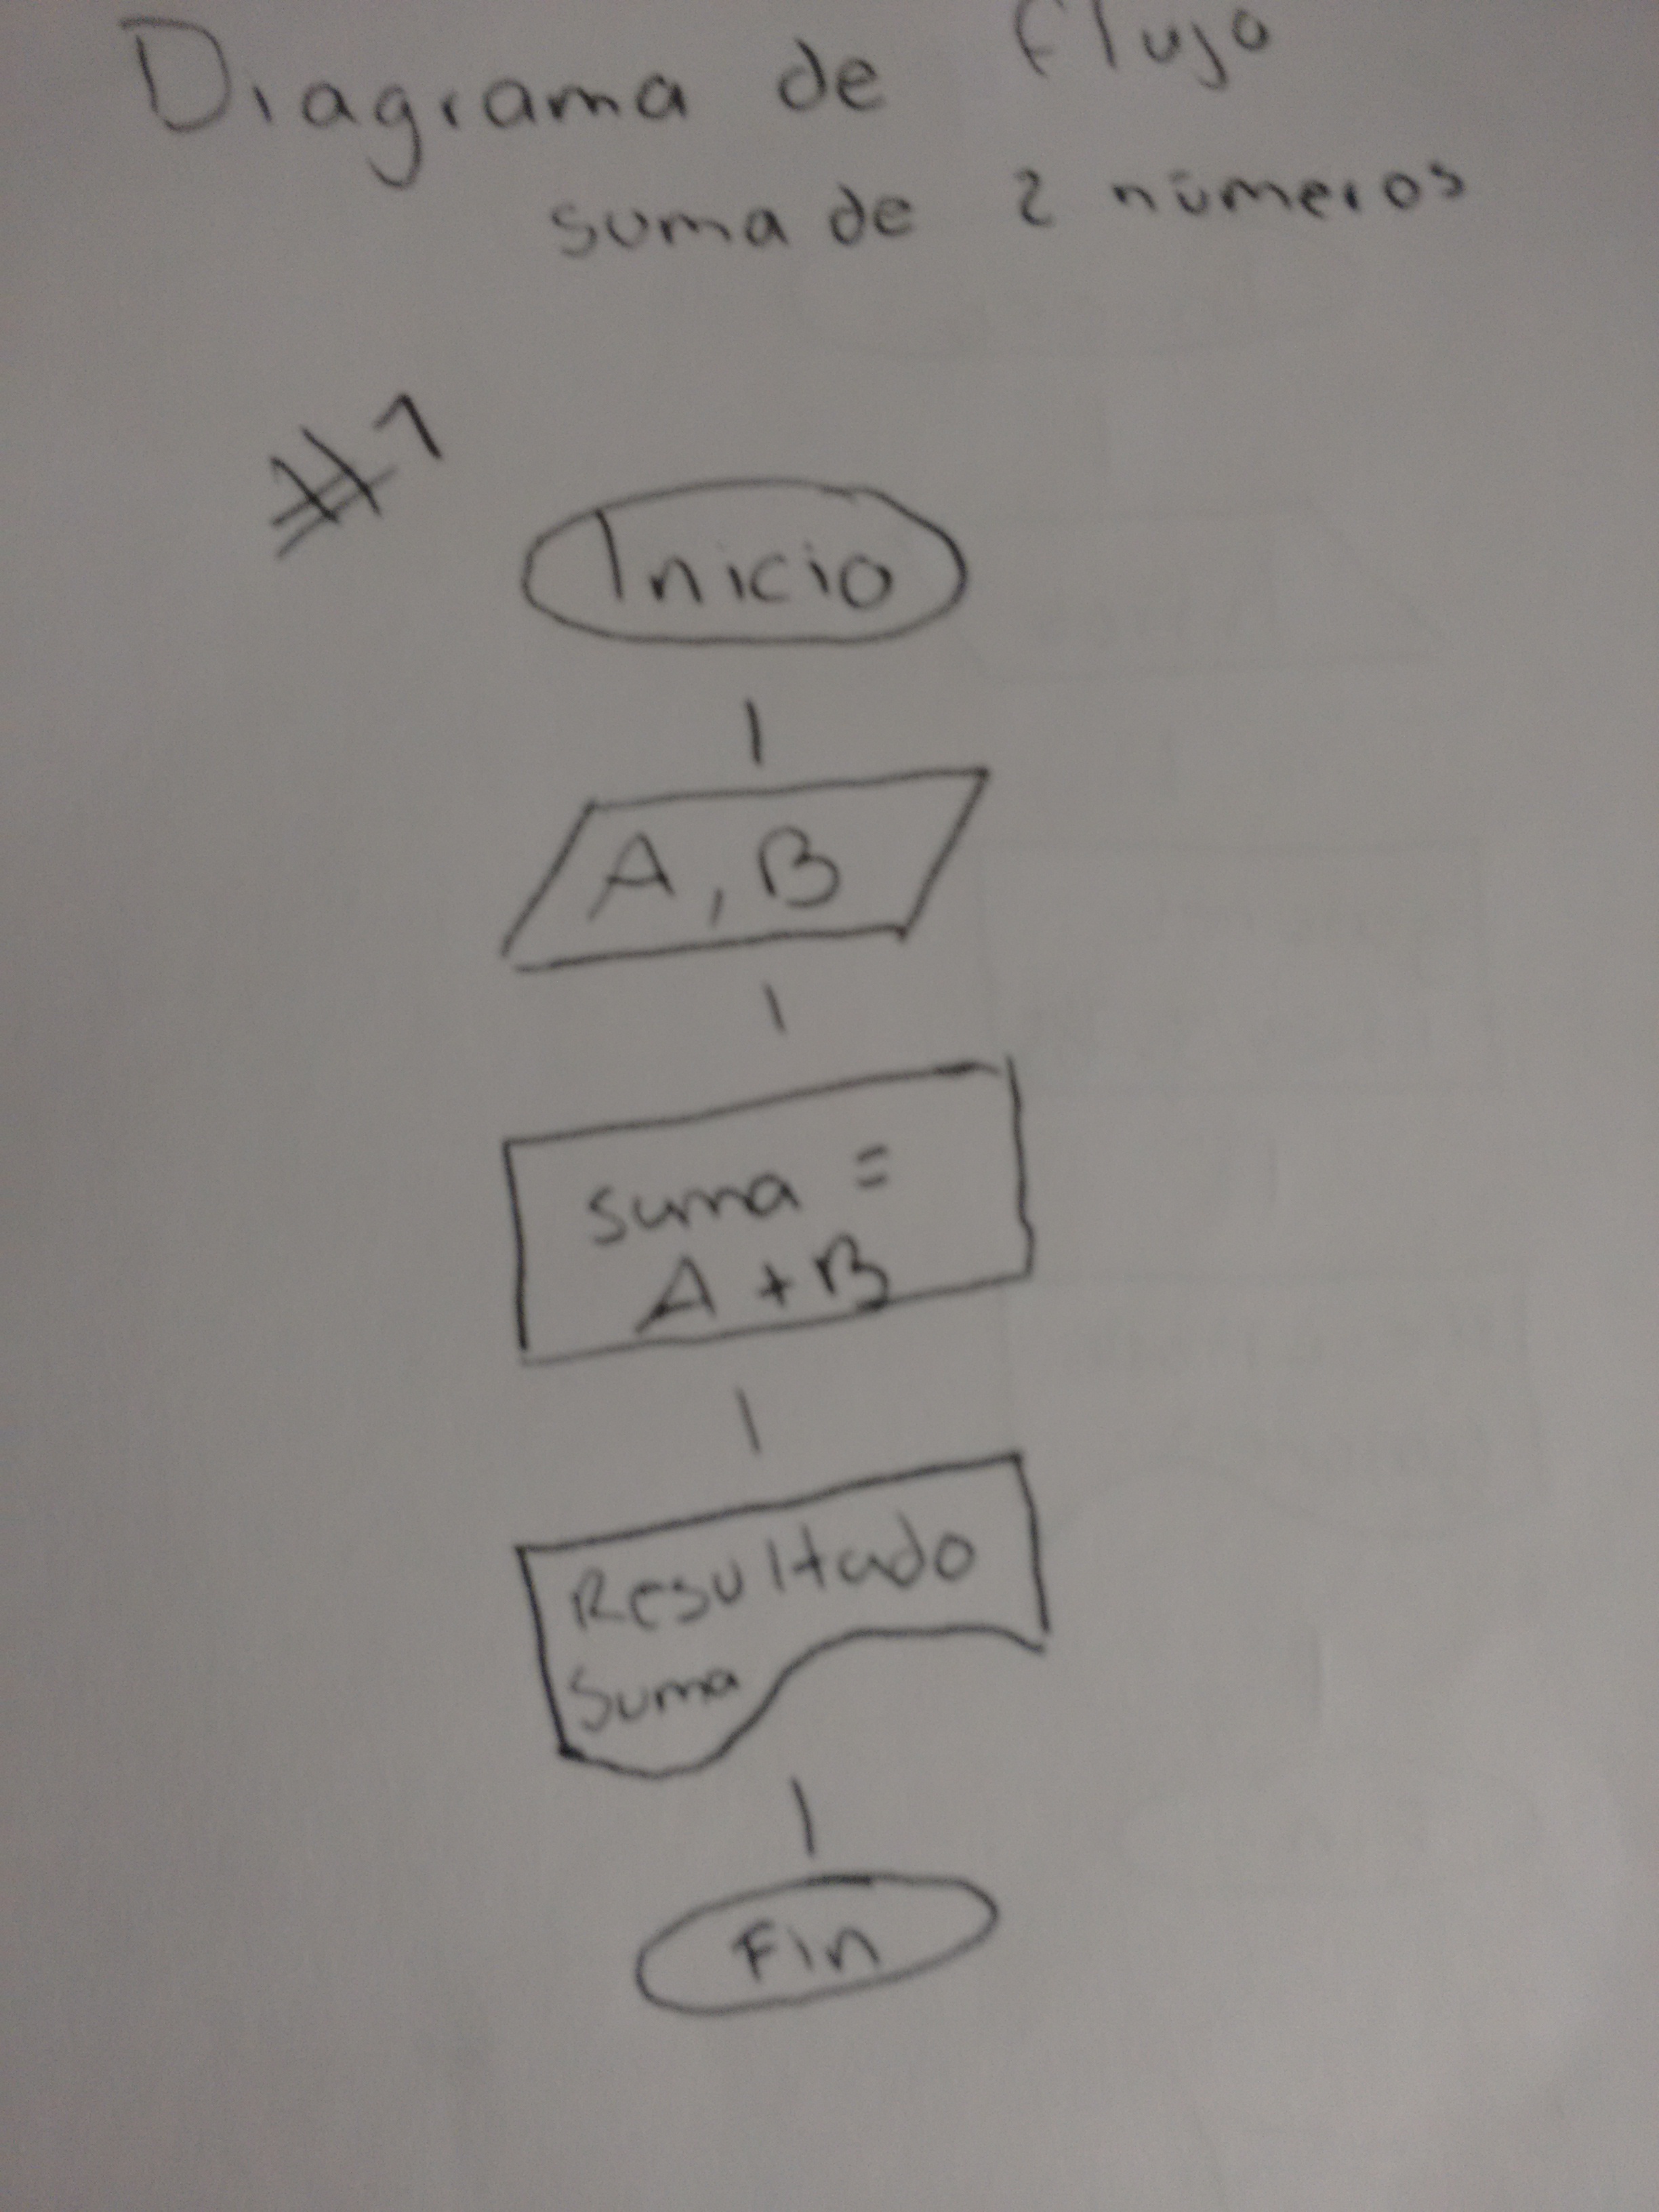 Diagrama de flujo
suma de 2 números
#1
Inicio
A, B
suma =
A + B
Resultado
Suma
Fin